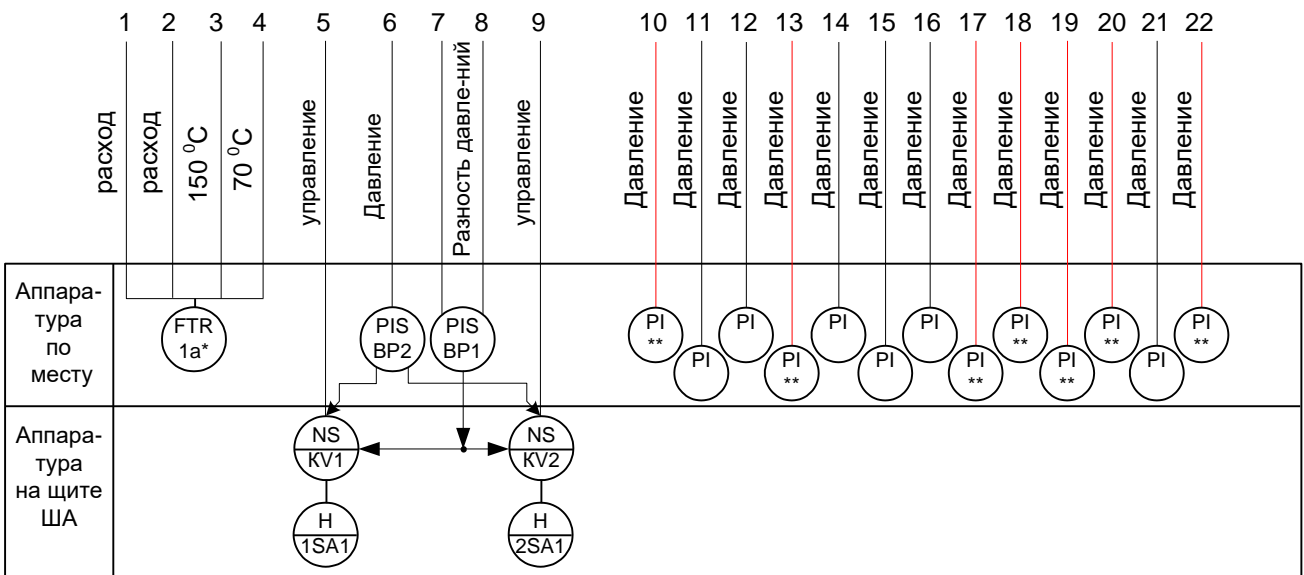 1 2 3 4 5 6 7 8 9 10 11 12 13 14 15 16 17 18 19 20 21 22
расход
расход
150 ⁰C
70 ⁰C
управление
Давление
Разность давле-ний
управление
Давление
Давление
Давление
Давление
Давление
Давление
Давление
Давление
Давление
Давление
Давление
Давление
Давление
Аппара-
тура
по
месту
FTR
1a*
PIS
BP2
PIS
BP1
PI
**
PI
PI
PI
**
PI
PI
PI
PI
**
PI
**
PI
**
PI
**
PI
PI
**
Аппара-
тура
на щите
ША
NS
KV1
NS
KV2
H
1SA1
H
2SA1